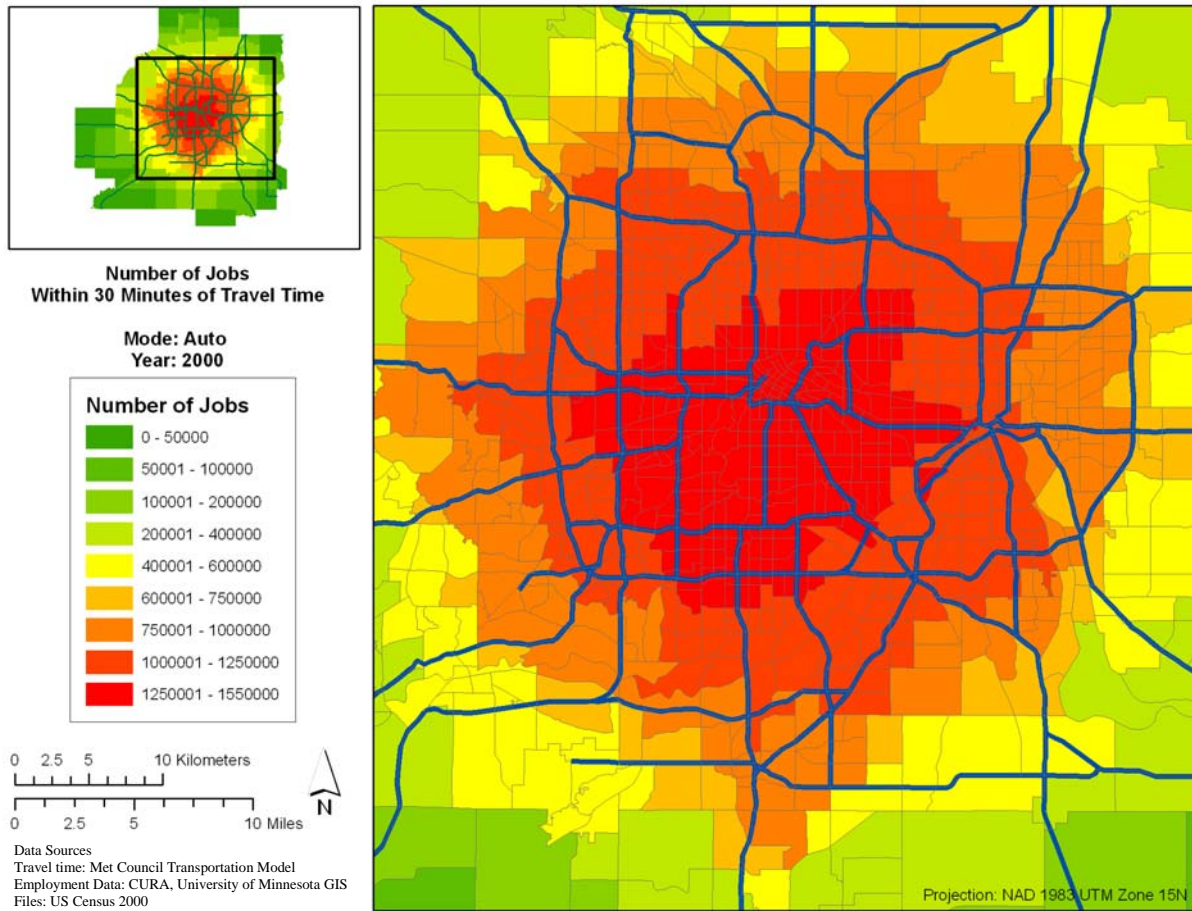 Number of Jobs
Within 30 Minutes of Travel Time
Mode: Auto
Year: 2000
Number of Jobs
0 - 50000
50001 - 100000
100001 - 200000
200001 - 400000
400001 - 600000
600001 - 750000
750001 - 1000000
1000001 - 1250000
1250001 - 1550000
0 2.5 5 10 Kilometers
0 2.5 5 10 Miles
N
Data Sources
Travel time: Met Council Transportation Model
Employment Data: CURA, University of Minnesota GIS
Files: US Census 2000
Projection: NAD 1983 UTM Zone 15N